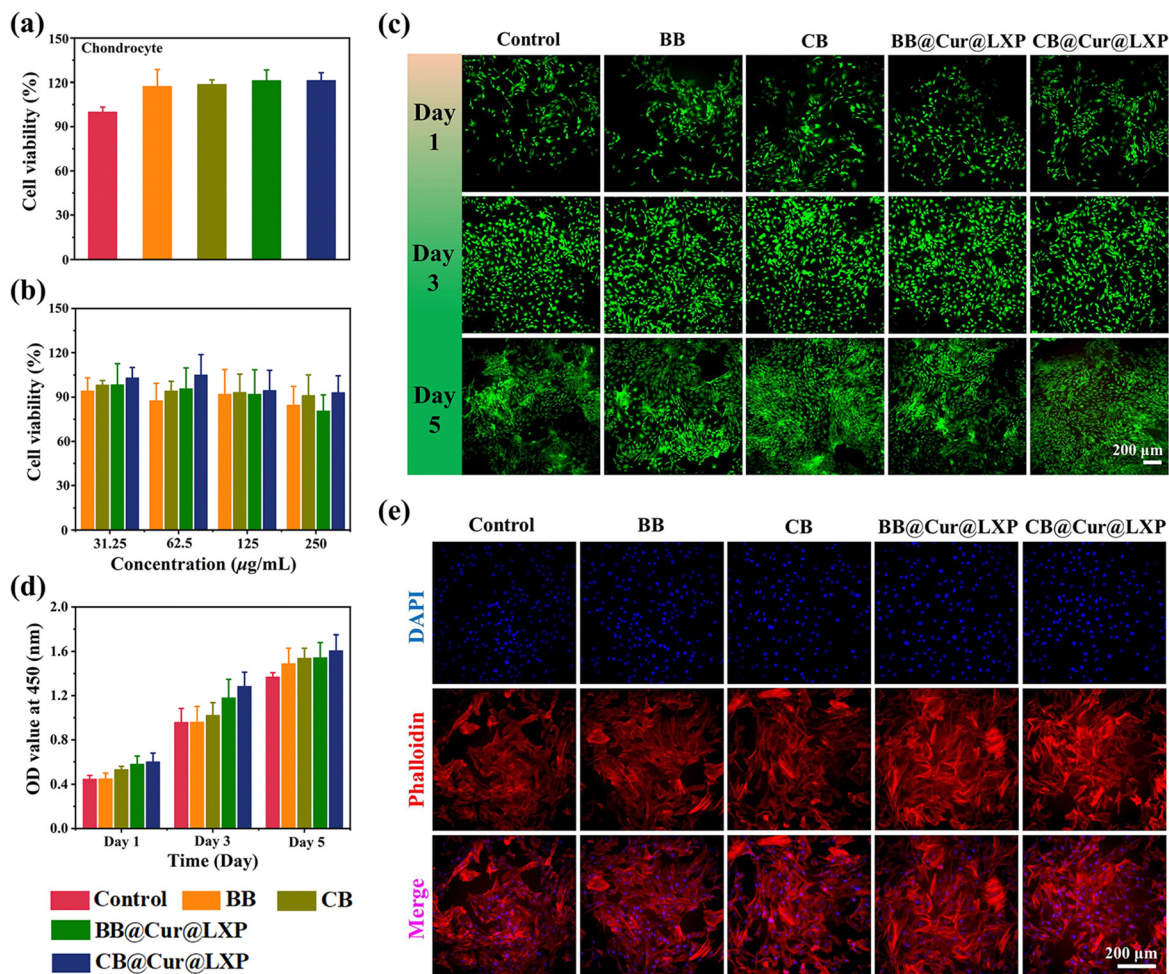 (a)
Chondrocyte
Cell viability (%)
150
120
90
60
30
0
(b)
Cell viability (%)
150
120
90
60
30
0
31.25 62.5 125 250
Concentration (μg/mL)
(d)
OD value at 450 (nm)
2.0
1.6
1.2
0.8
0.4
0.0
Day 1 Day 3 Day 5
Time (Day)
Control BB CB
BB@Cur@LXP
CB@Cur@LXP
(c)
Control BB CB BB@Cur@LXP CB@Cur@LXP
Day
1
Day
3
Day
5
200 μm
(e)
Control BB CB BB@Cur@LXP CB@Cur@LXP
DAPI
Phalloidin
Merge
200 μm